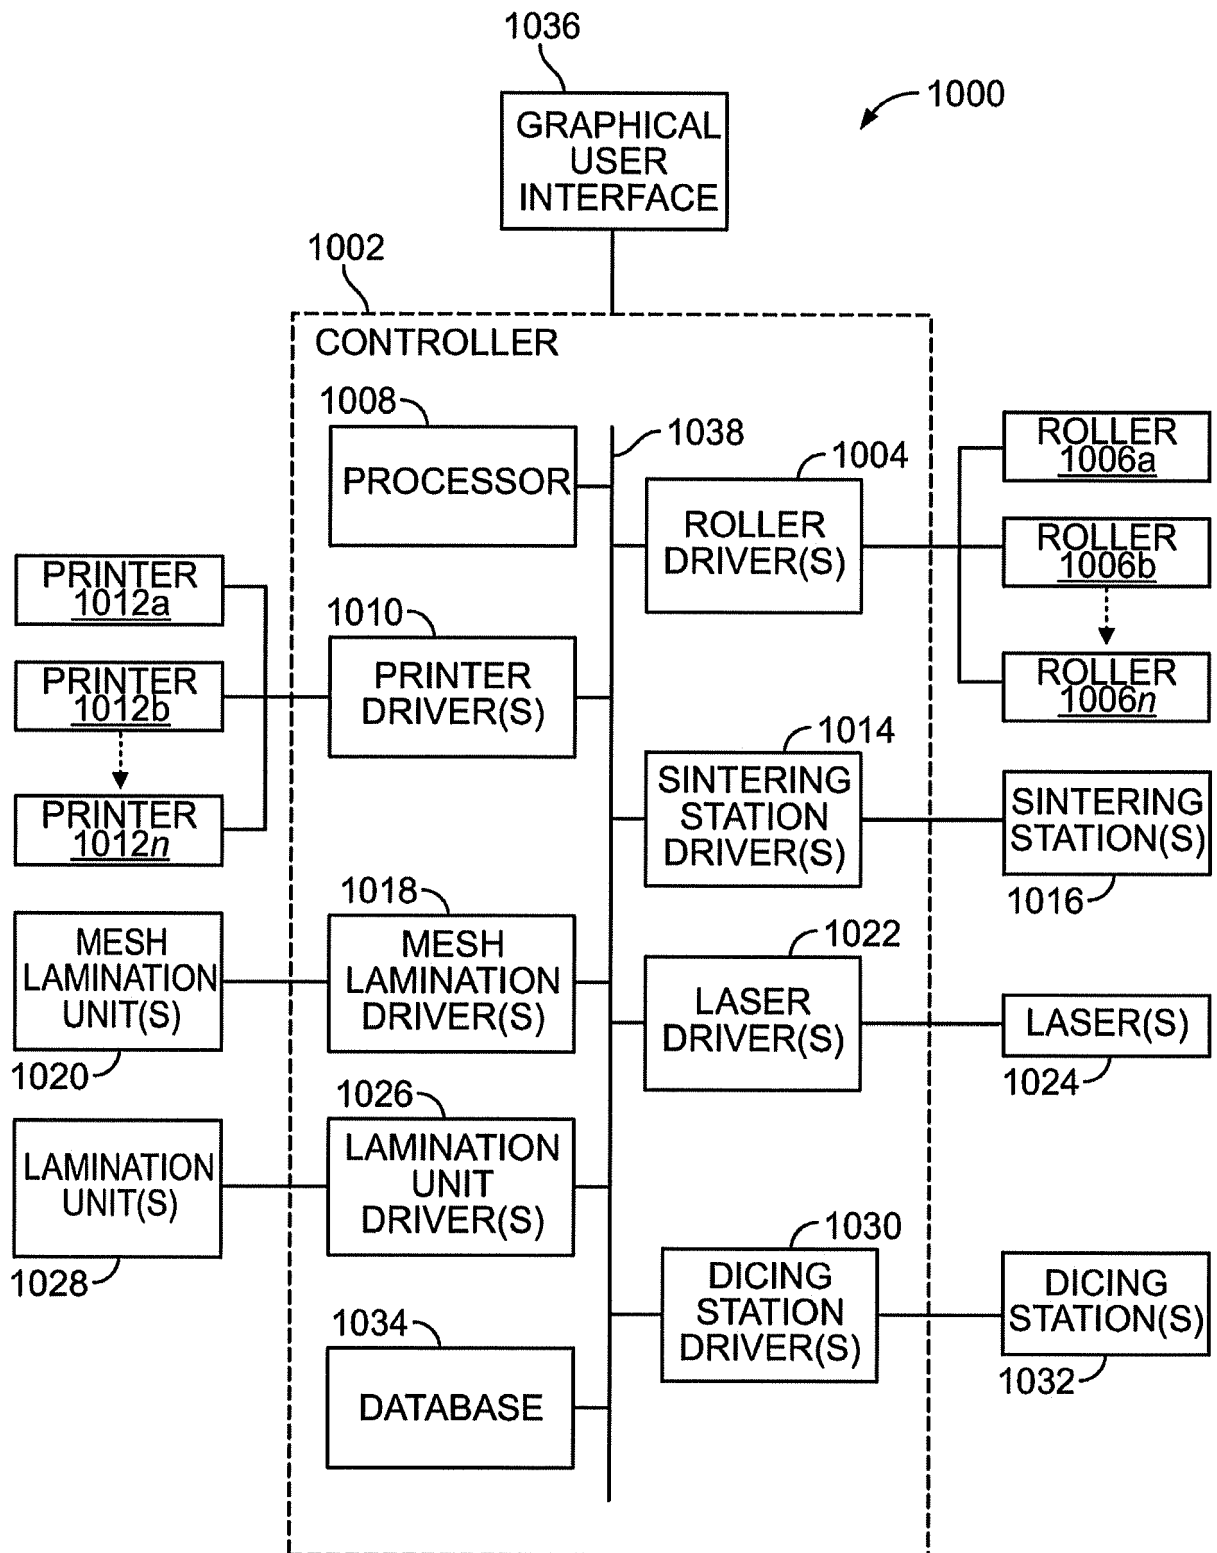 1036
1000
GRAPHICAL
USER
INTERFACE
1002
CONTROLLER
1008
PROCESSOR
1038
1004
ROLLER
DRIVER(S)
ROLLER
1006a
ROLLER
1006b
ROLLER
1006n
PRINTER
1012a
PRINTER
1012b
PRINTER
1012n
1010
PRINTER
DRIVER(S)
1014
SINTERING
STATION
DRIVER(S)
SINTERING
STATION(S)
1016
MESH
LAMINATION
UNIT(S)
1020
1018
MESH
LAMINATION
DRIVER(S)
1022
LASER
DRIVER(S)
LASER(S)
1024
LAMINATION
UNIT(S)
1028
1026
LAMINATION
UNIT
DRIVER(S)
1030
DICING
STATION
DRIVER(S)
DICING
STATION(S)
1032
1034
DATABASE